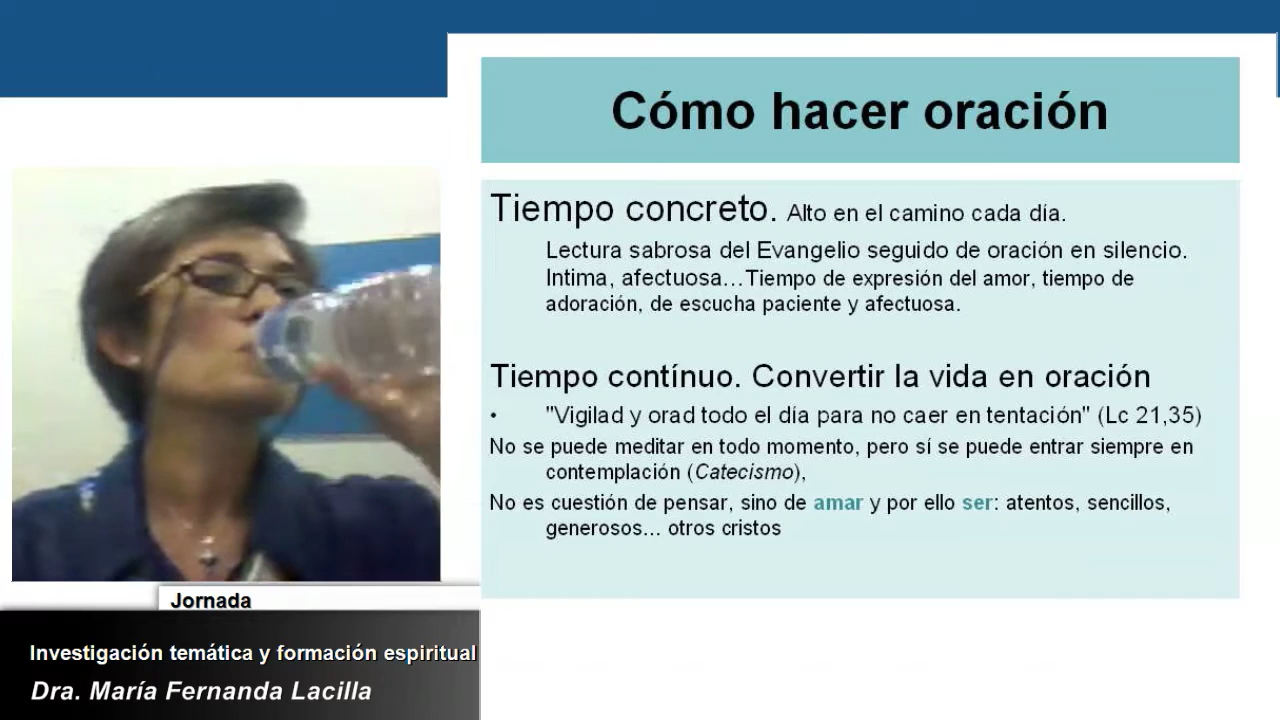 Cómo hacer oración
Tiempo concreto. Alto en el camino cada día.
Lectura sabrosa del Evangelio seguido de oración en silencio.
Intima, afectuosa…Tiempo de expresión del amor, tiempo de
adoración, de escucha paciente y afectuosa.
Tiempo contínuo. Convertir la vida en oración
• "Vigilad y orad todo el día para no caer en tentación" (Lc 21,35)
No se puede meditar en todo momento, pero sí se puede entrar siempre en
contemplación (Catecismo),
No es cuestión de pensar, sino de amar y por ello ser: atentos, sencillos,
generosos... otros cristos
Jornada
Investigación temática y formación espiritual
Dra. María Fernanda Lacilla